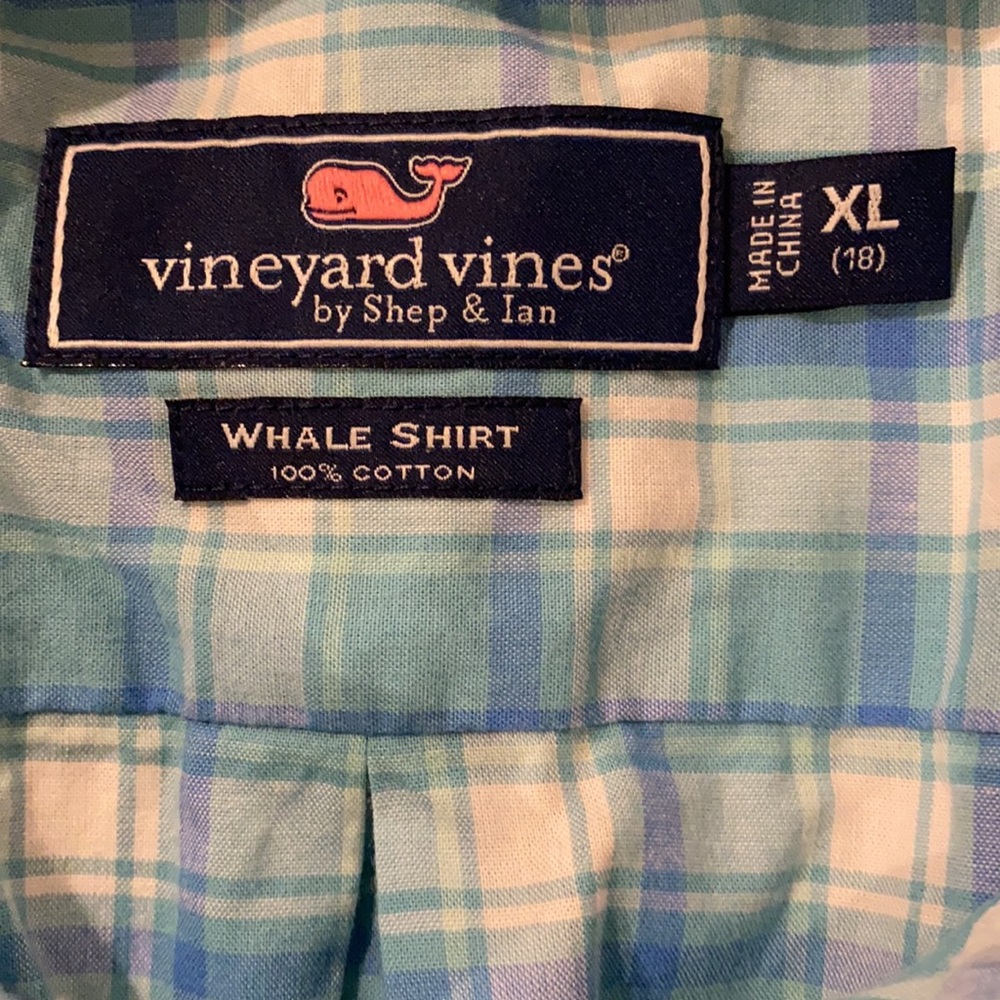 vineyard vines®
by Shep & Ian
MADE IN
CHINA
XL
(18)
WHALE SHIRT
100% COTTON